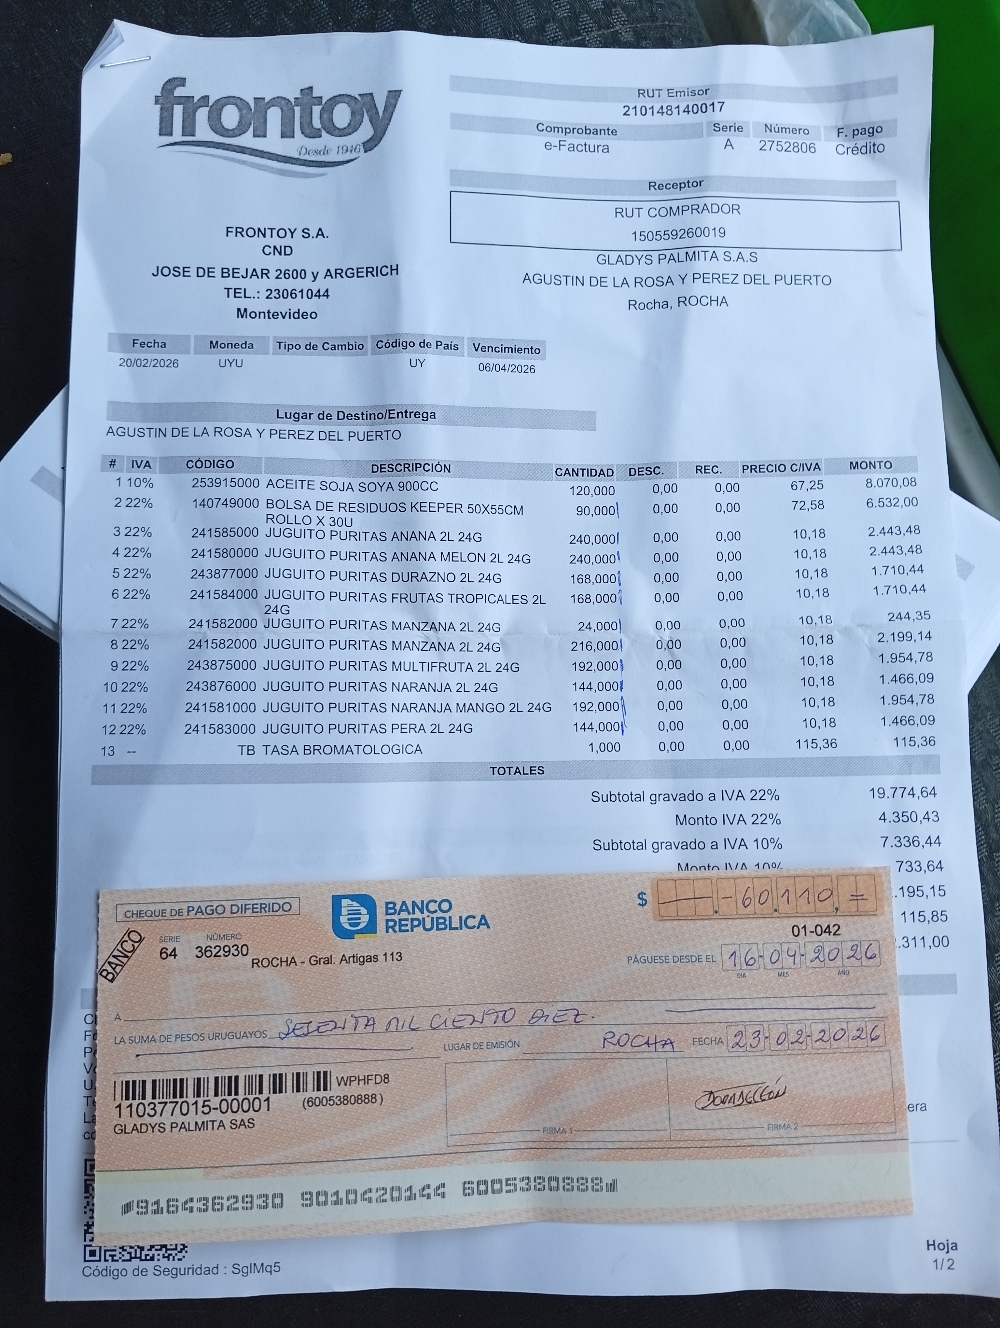 frontoy
Desde 1946
FRONTOY S.A.
CND
JOSE DE BEJAR 2600 y ARGERICH
TEL.: 23061044
Montevideo
RUT Emisor
210148140017
Comprobante Serie Número F. pago
e-Factura A 2752806 Crédito
Receptor
RUT COMPRADOR
150559260019
GLADYS PALMITA S.A.S
AGUSTIN DE LA ROSA Y PEREZ DEL PUERTO
Rocha, ROCHA
Fecha Moneda Tipo de Cambio Código de País Vencimiento
20/02/2026 UYU UY 06/04/2026
Lugar de Destino/Entrega
AGUSTIN DE LA ROSA Y PEREZ DEL PUERTO
# IVA CÓDIGO DESCRIPCIÓN CANTIDAD DESC. REC. PRECIO C/IVA MONTO
1 10% 253915000 ACEITE SOJA SOYA 900CC 120,000 0,00 0,00 67,25 8.070,08
2 22% 140749000 BOLSA DE RESIDUOS KEEPER 50X55CM 90,000 0,00 0,00 72,58 6.532,00
ROLLO X 30U
3 22% 241585000 JUGUITO PURITAS ANANA 2L 24G 240,000 0,00 0,00 10,18 2.443,48
4 22% 241580000 JUGUITO PURITAS ANANA MELON 2L 24G 240,000 0,00 0,00 10,18 2.443,48
5 22% 243877000 JUGUITO PURITAS DURAZNO 2L 24G 168,000 0,00 0,00 10,18 1.710,44
6 22% 241584000 JUGUITO PURITAS FRUTAS TROPICALES 2L 168,000 0,00 0,00 10,18 1.710,44
24G
7 22% 241582000 JUGUITO PURITAS MANZANA 2L 24G 24,000 0,00 0,00 10,18 244,35
8 22% 241582000 JUGUITO PURITAS MANZANA 2L 24G 216,000 0,00 0,00 10,18 2.199,14
9 22% 243875000 JUGUITO PURITAS MULTIFRUTA 2L 24G 192,000 0,00 0,00 10,18 1.954,78
10 22% 243876000 JUGUITO PURITAS NARANJA 2L 24G 144,000 0,00 0,00 10,18 1.466,09
11 22% 241581000 JUGUITO PURITAS NARANJA MANGO 2L 24G 192,000 0,00 0,00 10,18 1.954,78
12 22% 241583000 JUGUITO PURITAS PERA 2L 24G 144,000 0,00 0,00 10,18 1.466,09
13 -- TB TASA BROMATOLOGICA 1,000 0,00 0,00 115,36 115,36
TOTALES
Subtotal gravado a IVA 22% 19.774,64
Monto IVA 22% 4.350,43
Subtotal gravado a IVA 10% 7.336,44
Monto IVA 10% 733,64
.195,15
115,85
.311,00
CHEQUE DE PAGO DIFERIDO
BANCO
REPÚBLICA
$ 60.110,=
BANCO
SERIE NÚMERO
64 362930
ROCHA - Gral. Artigas 113
01-042
PÁGUESE DESDE EL 16-04-2026
DIA MES AÑO
A
LA SUMA DE PESOS URUGUAYOS SESENTA MIL CIENTO DIEZ.
LUGAR DE EMISIÓN ROCHA FECHA 23-02-2026
WPHFD8
110377015-00001 (6005380888)
GLADYS PALMITA SAS
FIRMA 1
FIRMA 2
9164362930 9010420144 6005380888
era
Código de Seguridad : SgIMq5
Hoja
1/2